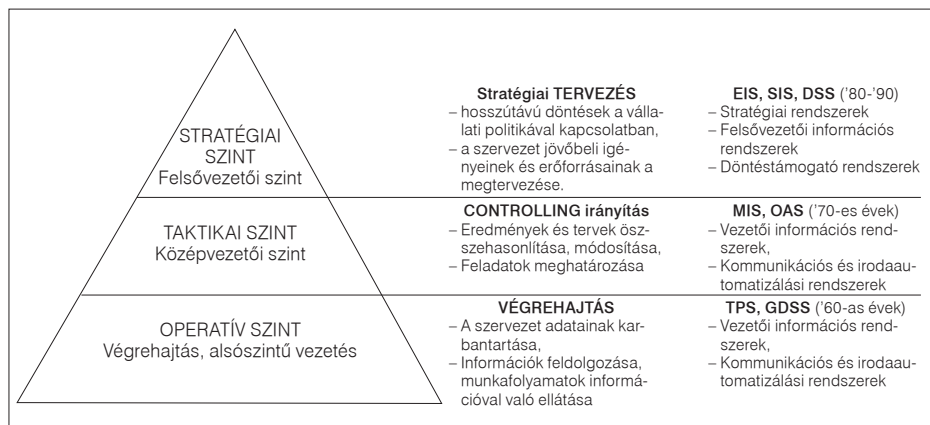 STRATÉGIAI
SZINT
Felsővezetői szint
Stratégiai TERVEZÉS
– hosszútávú döntések a válla-
lati politikával kapcsolatban,
– a szervezet jövőbeli igé-
nyeinek és erőforrásainak a
megtervezése.
EIS, SIS, DSS ('80-'90)
– Stratégiai rendszerek
– Felsővezetői információs
rendszerek
– Döntéstámogató rendszerek
TAKTIKAI SZINT
Középvezetői szint
CONTROLLING irányítás
– Eredmények és tervek ösz-
szehasonlítása, módosítása,
– Feladatok meghatározása
MIS, OAS ('70-es évek)
– Vezetői információs rend-
szerek,
– Kommunikációs és irodaau-
tomatizálási rendszerek
OPERATÍV SZINT
Végrehajtás, alsószintű vezetés
VÉGREHAJTÁS
– A szervezet adatainak kar-
bantartása,
– Információk feldolgozása,
munkafolyamatok informá-
cióval való ellátása
TPS, GDSS ('60-as évek)
– Vezetői információs rend-
szerek,
– Kommunikációs és irodaau-
tomatizálási rendszerek